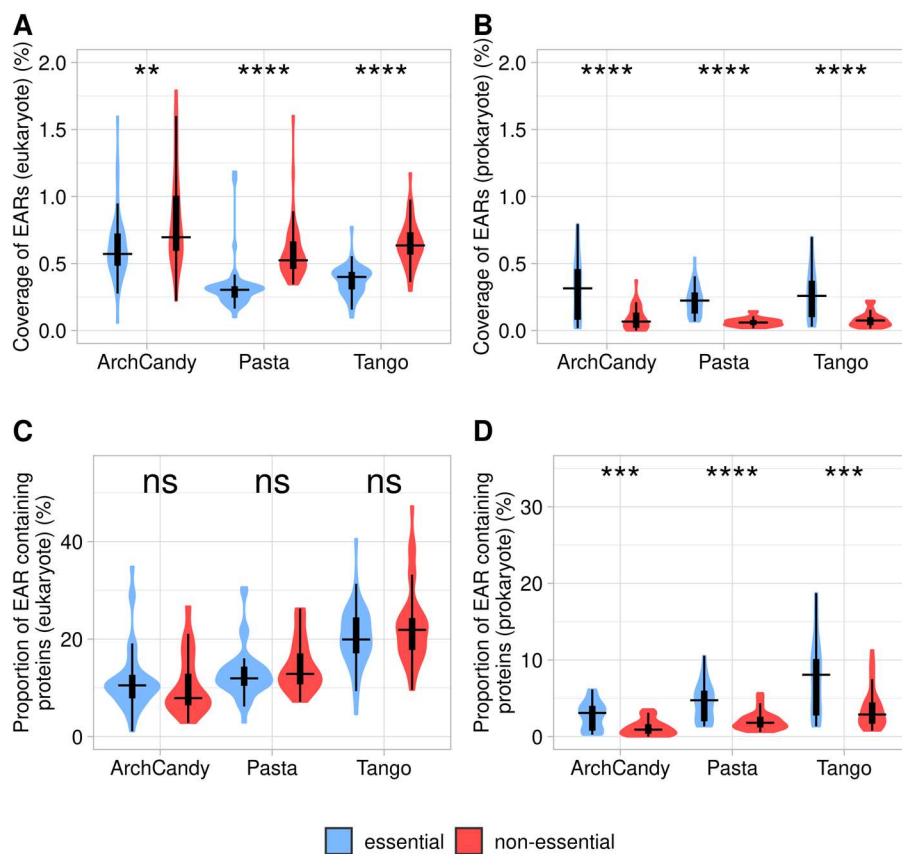 A
Coverage of EARs (eukaryote) (%)
2.0
1.5
1.0
0.5
0.0
** **** ****
ArchCandy Pasta Tango
B
Coverage of EARs (prokaryote) (%)
2.0
1.5
1.0
0.5
0.0
**** **** ****
ArchCandy Pasta Tango
C
Proportion of EAR containing
proteins (eukaryote) (%)
40
20
0
ns ns ns
ArchCandy Pasta Tango
D
Proportion of EAR containing
proteins (prokaryote) (%)
30
20
10
0
*** **** ***
ArchCandy Pasta Tango
essential non-essential